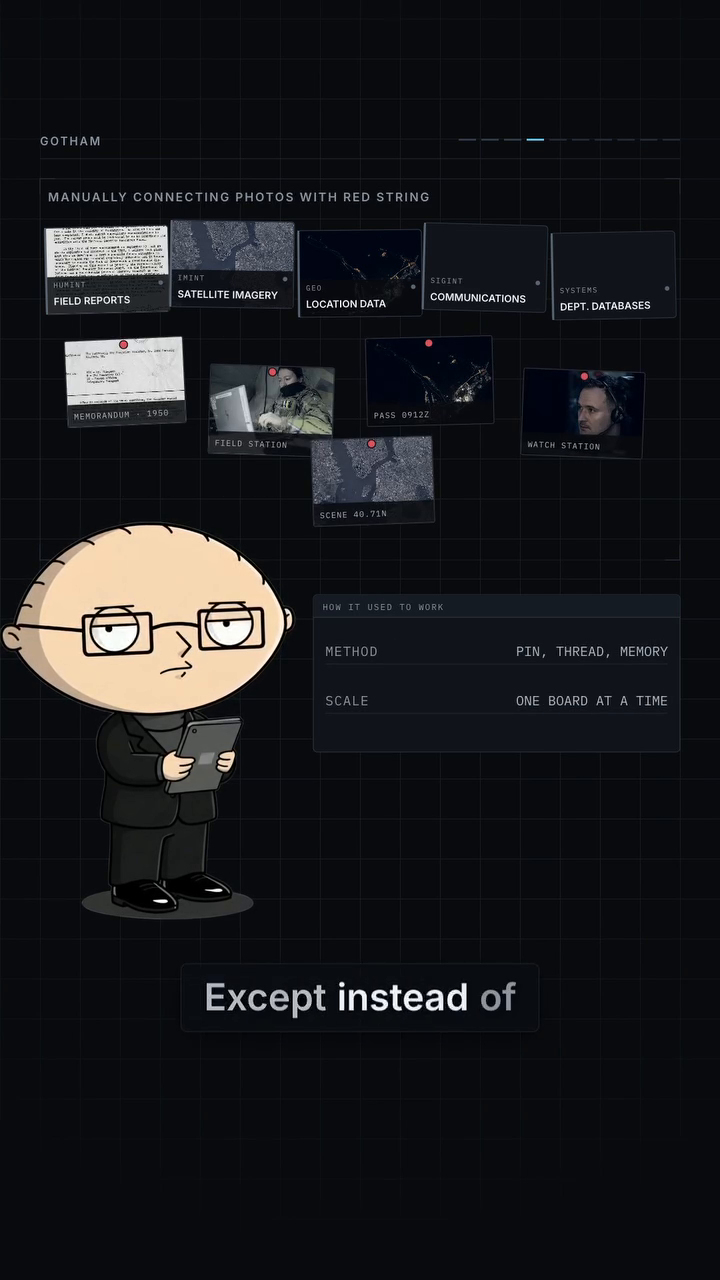 GOTHAM
MANUALLY CONNECTING PHOTOS WITH RED STRING
HUMINT
FIELD REPORTS
IMINT
SATELLITE IMAGERY
GEO
LOCATION DATA
SIGINT
COMMUNICATIONS
SYSTEMS
DEPT. DATABASES
MEMORANDUM · 1950
FIELD STATION
PASS 0912Z
WATCH STATION
SCENE 40.71N
HOW IT USED TO WORK
METHOD PIN, THREAD, MEMORY
SCALE ONE BOARD AT A TIME
Except instead of